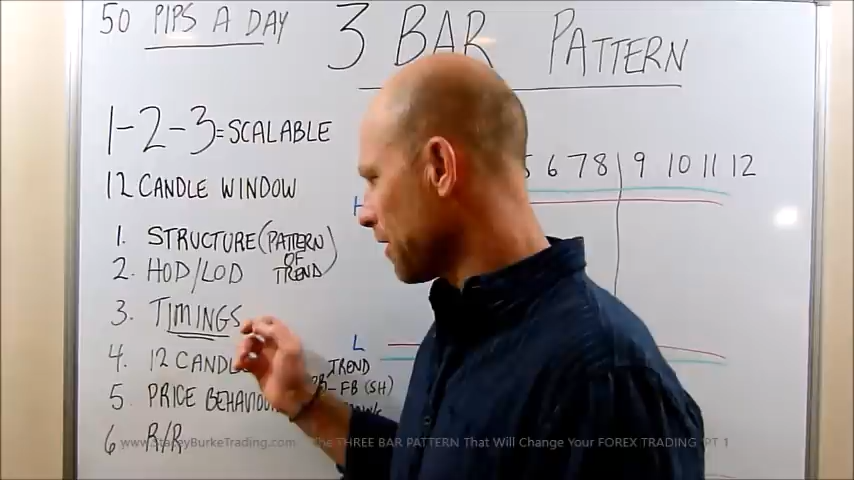 50 PIPS A DAY
3 BAR PATTERN
1-2-3=SCALABLE
12 CANDLE WINDOW
6 7 8 9 10 11 12
1. STRUCTURE (PATTERN OF TREND)
2. HOD/LOD
3. TIMINGS
4. 12 CANDL
5. PRICE BEHAVIOU
6 R/R
L
TREND
-FB (SH)
www.StaceyBurkeTrading.com The THREE BAR PATTERN That Will Change Your FOREX TRADING PT 1